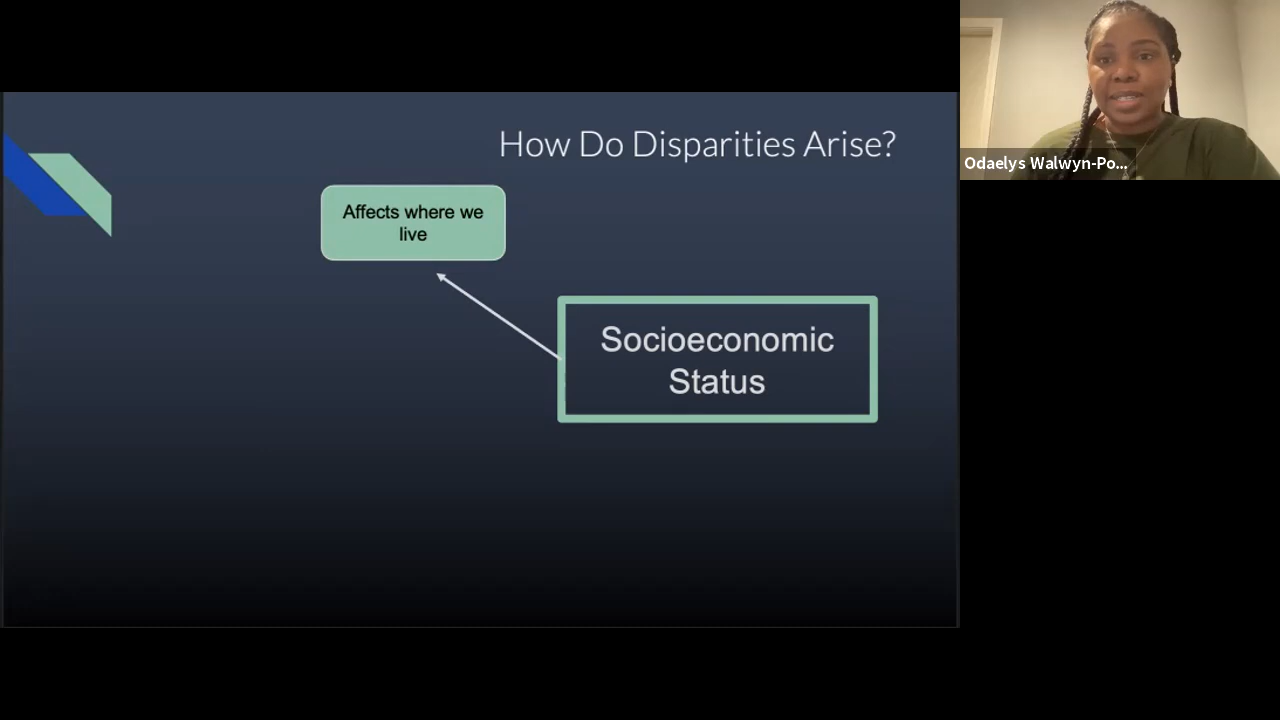 How Do Disparities Arise?
Affects where we
live
Socioeconomic
Status
Odaelys Walwyn-Po...